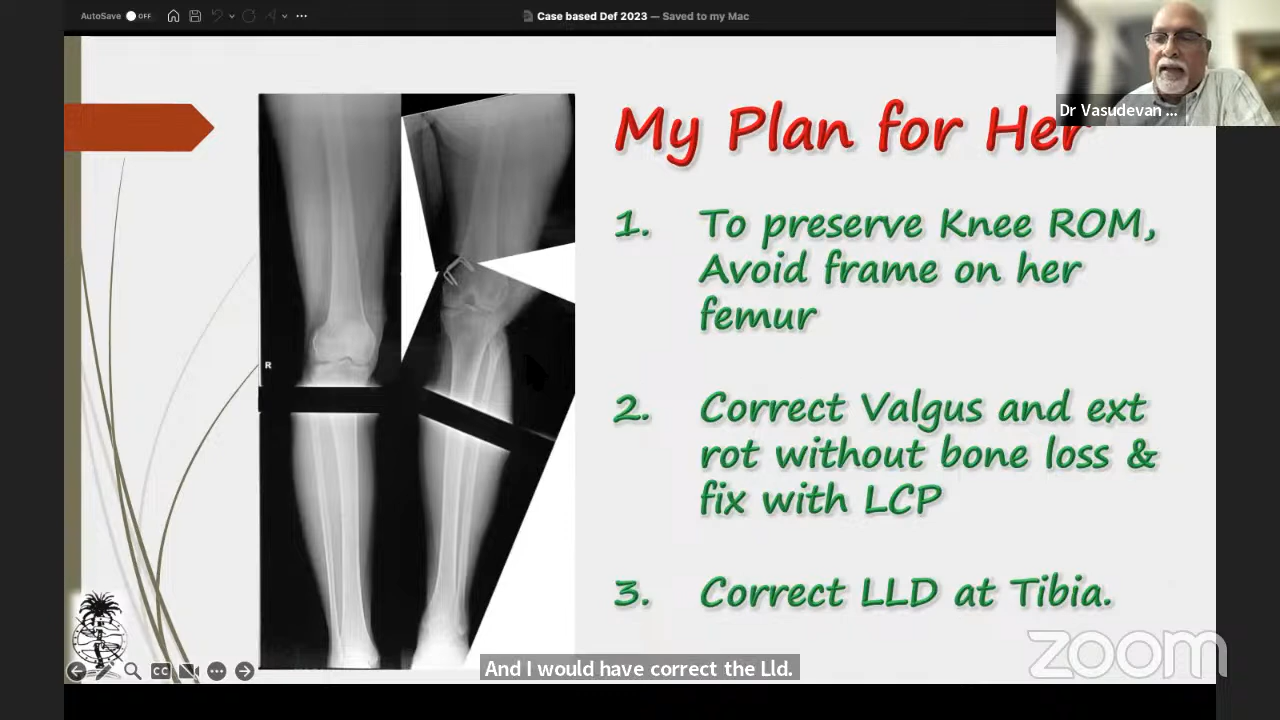 AutoSave OFF
Case based Def 2023 — Saved to my Mac
Dr Vasudevan ...
My Plan for Her
1. To preserve Knee ROM,
Avoid frame on her
femur
2. Correct Valgus and ext
rot without bone loss &
fix with LCP
3. Correct LLD at Tibia.
R
CC
zoom
And I would have correct the Lld.